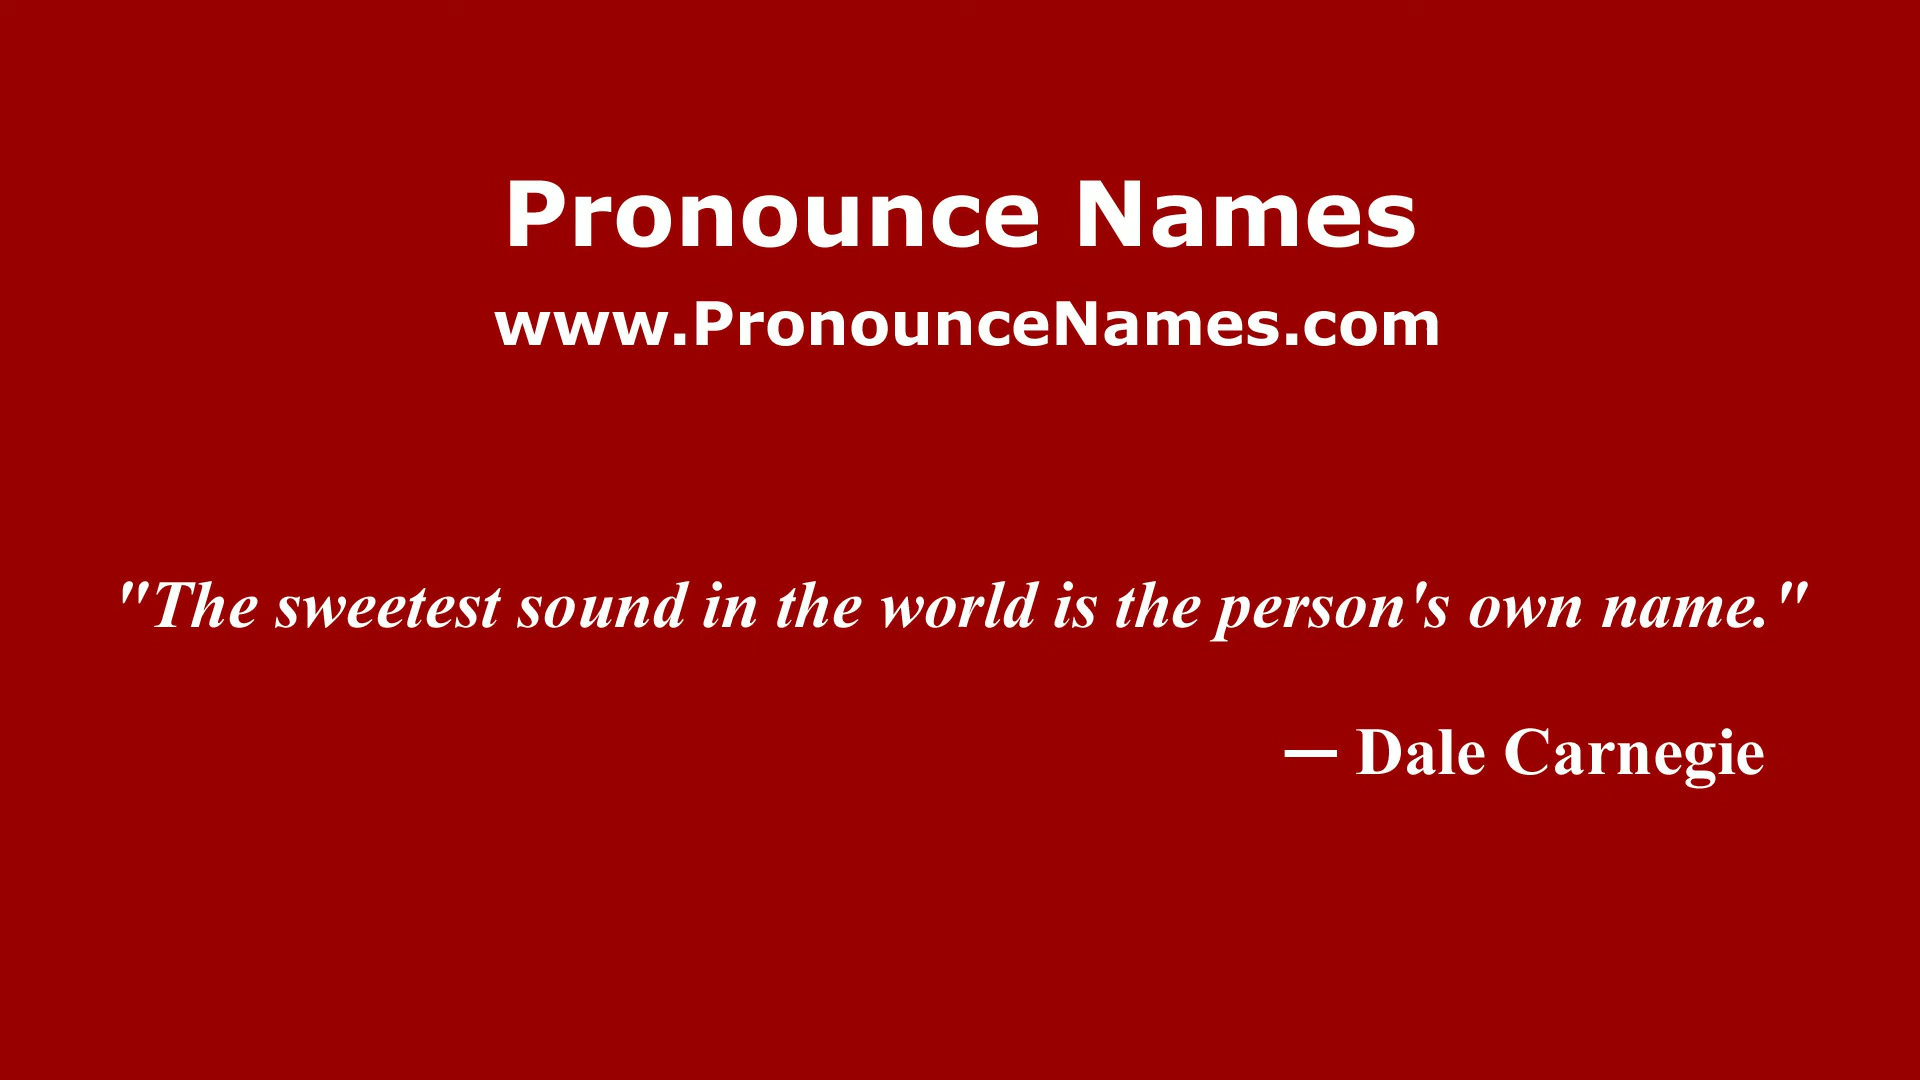 Pronounce Names
www.PronounceNames.com
"The sweetest sound in the world is the person's own name."
— Dale Carnegie